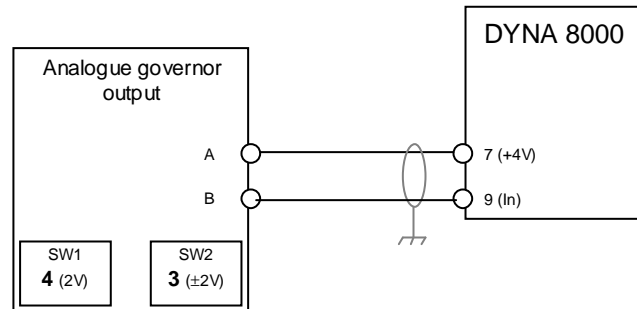 DYNA 8000
Analogue governor
output
A
7 (+4V)
B
9 (In)
SW1
4 (2V)
SW2
3 (±2V)